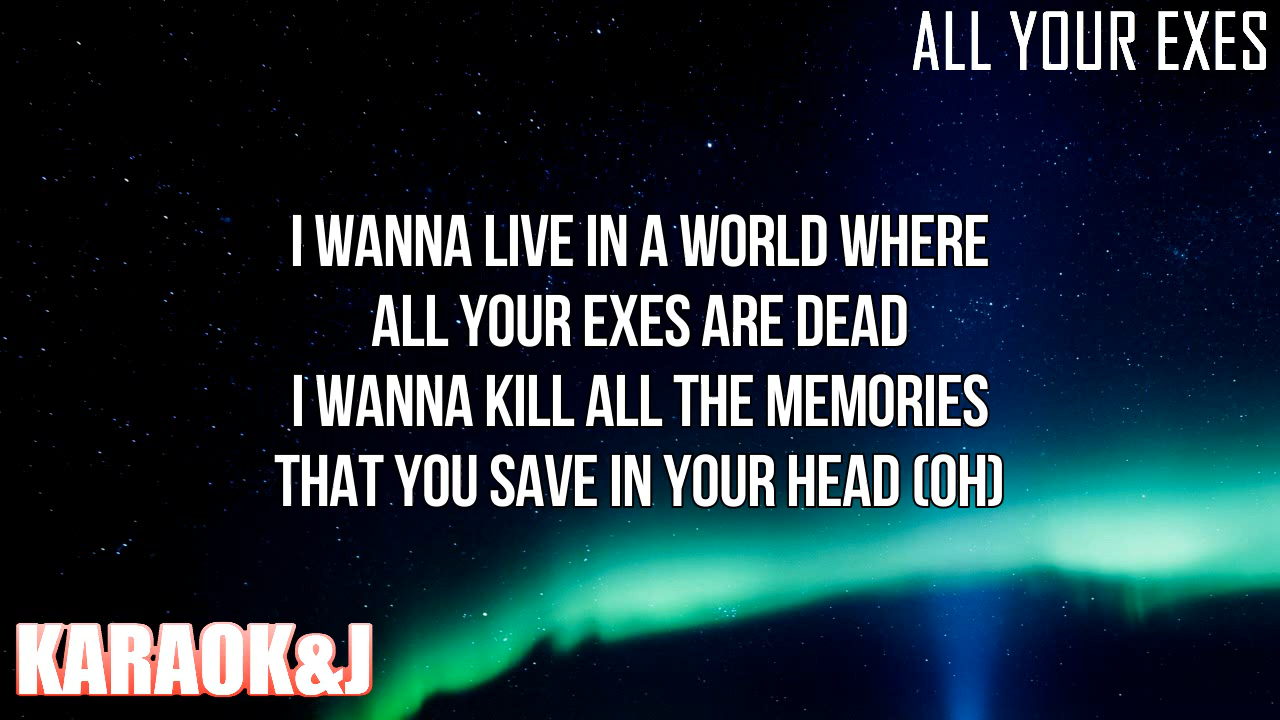 ALL YOUR EXES
I WANNA LIVE IN A WORLD WHERE
ALL YOUR EXES ARE DEAD
I WANNA KILL ALL THE MEMORIES
THAT YOU SAVE IN YOUR HEAD (OH)
KARAOK&J